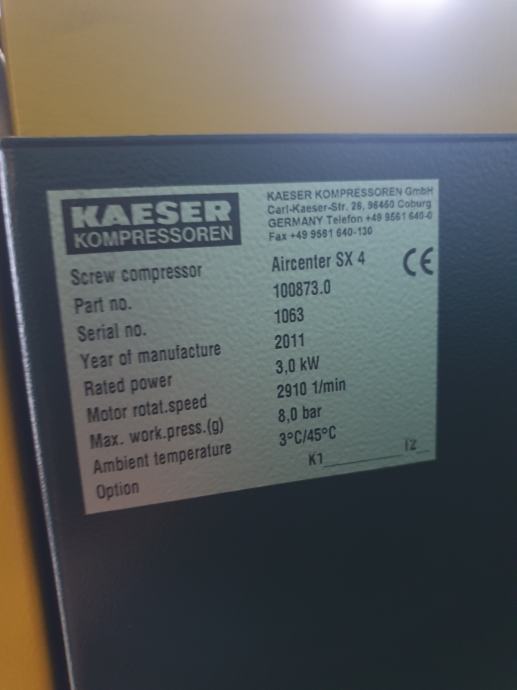 KAESER
KOMPRESSOREN
KAESER KOMPRESSOREN GmbH
Carl-Kaeser-Str. 26, 96450 Coburg
GERMANY Telefon +49 9561 640-0
Fax +49 9561 640-130
CE
Screw compressor Aircenter SX 4
Part no. 100873.0
Serial no. 1063
Year of manufacture 2011
Rated power 3,0 kW
Motor rotat.speed 2910 1/min
Max. work.press.(g) 8,0 bar
Ambient temperature 3°C/45°C
Option K1__________I2__